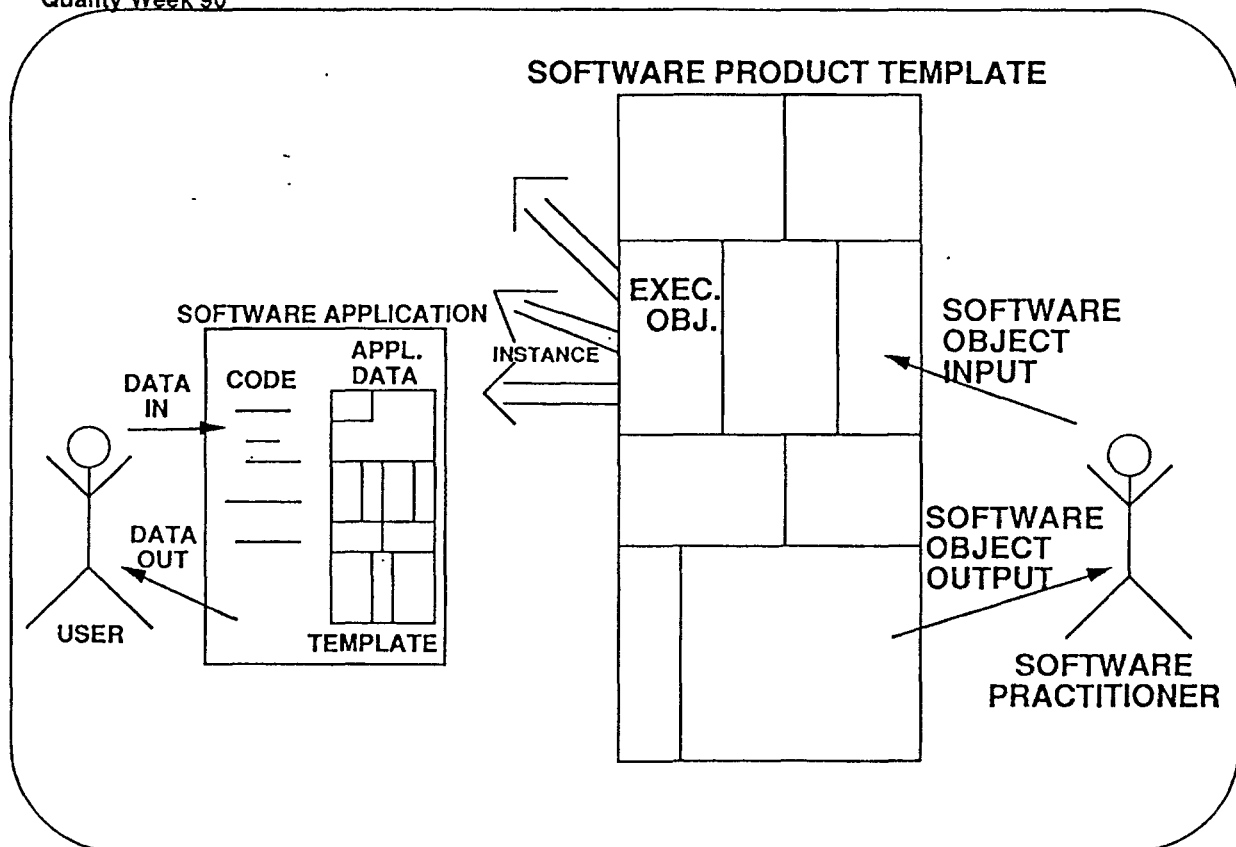 Quality Week 90
SOFTWARE PRODUCT TEMPLATE
EXEC.
OBJ.
SOFTWARE
OBJECT
INPUT
SOFTWARE APPLICATION
INSTANCE
APPL.
DATA
CODE
DATA
IN
DATA
OUT
USER
TEMPLATE
SOFTWARE
OBJECT
OUTPUT
SOFTWARE
PRACTITIONER